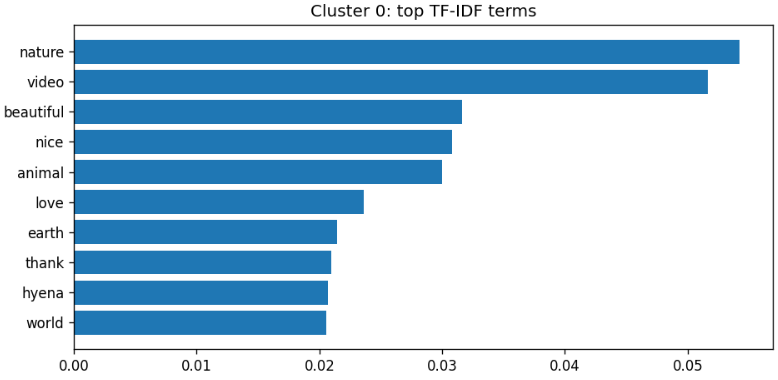 Cluster 0: top TF-IDF terms
nature
video
beautiful
nice
animal
love
earth
thank
hyena
world
0.00 0.01 0.02 0.03 0.04 0.05